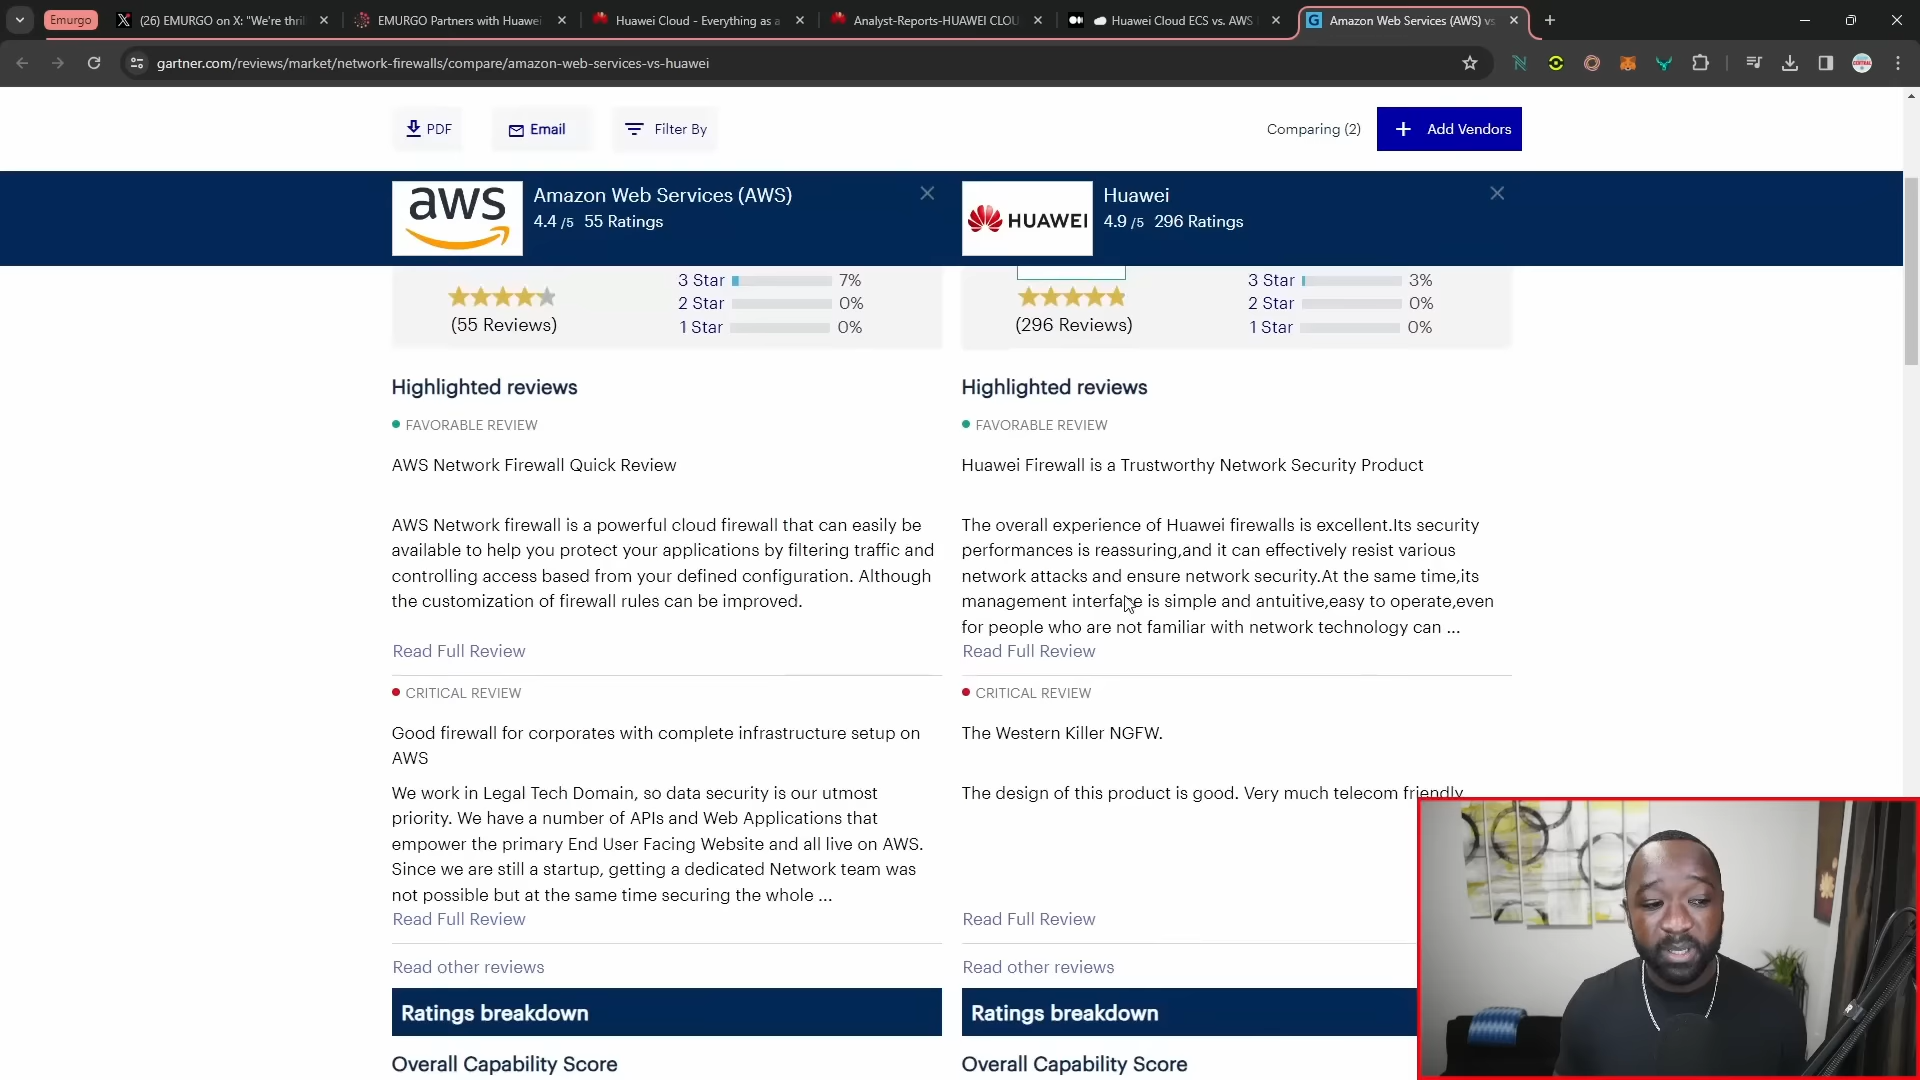 Emurgo
(26) EMURGO on X: "We're thril
EMURGO Partners with Huawei
Huawei Cloud - Everything as a
Analyst-Reports-HUAWEI CLOU
Huawei Cloud ECS vs. AWS
Amazon Web Services (AWS) vs
gartner.com/reviews/market/network-firewalls/compare/amazon-web-services-vs-huawei
PDF
Email
Filter By
Comparing (2)
+ Add Vendors
aws
Amazon Web Services (AWS)
4.4 /5 55 Ratings
HUAWEI
Huawei
4.9 /5 296 Ratings
3 Star 7%
2 Star 0%
1 Star 0%
(55 Reviews)
3 Star 3%
2 Star 0%
1 Star 0%
(296 Reviews)
Highlighted reviews
FAVORABLE REVIEW
AWS Network Firewall Quick Review
AWS Network firewall is a powerful cloud firewall that can easily be
available to help you protect your applications by filtering traffic and
controlling access based from your defined configuration. Although
the customization of firewall rules can be improved.
Read Full Review
CRITICAL REVIEW
Good firewall for corporates with complete infrastructure setup on
AWS
We work in Legal Tech Domain, so data security is our utmost
priority. We have a number of APIs and Web Applications that
empower the primary End User Facing Website and all live on AWS.
Since we are still a startup, getting a dedicated Network team was
not possible but at the same time securing the whole ...
Read Full Review
Read other reviews
Ratings breakdown
Overall Capability Score
Highlighted reviews
FAVORABLE REVIEW
Huawei Firewall is a Trustworthy Network Security Product
The overall experience of Huawei firewalls is excellent.Its security
performances is reassuring,and it can effectively resist various
network attacks and ensure network security.At the same time,its
management interface is simple and antuitive,easy to operate,even
for people who are not familiar with network technology can ...
Read Full Review
CRITICAL REVIEW
The Western Killer NGFW.
The design of this product is good. Very much telecom friendly
Read Full Review
Read other reviews
Ratings breakdown
Overall Capability Score